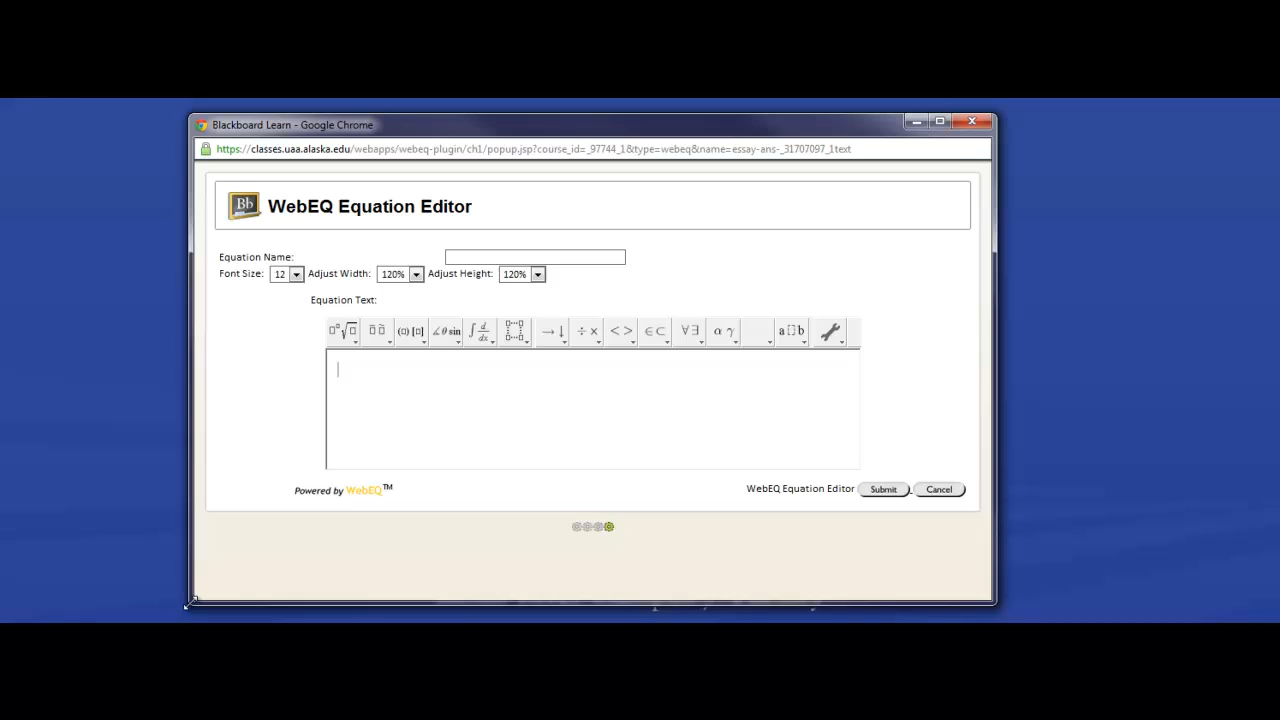 Blackboard Learn - Google Chrome
https://classes.uaa.alaska.edu/webapps/webeq-plugin/ch1/popup.jsp?course_id=_97744_1&type=webeq&name=essay-ans-_31707097_1text
Bb WebEQ Equation Editor
Equation Name:
Font Size: 12 Adjust Width: 120% Adjust Height: 120%
Equation Text:
(▫) [▫] ∠θ sin ∫ d/dx → ↓ ÷ × < > ∈ ⊂ ∀ ∃ α γ a b
Powered by WebEQ™ WebEQ Equation Editor Submit Cancel